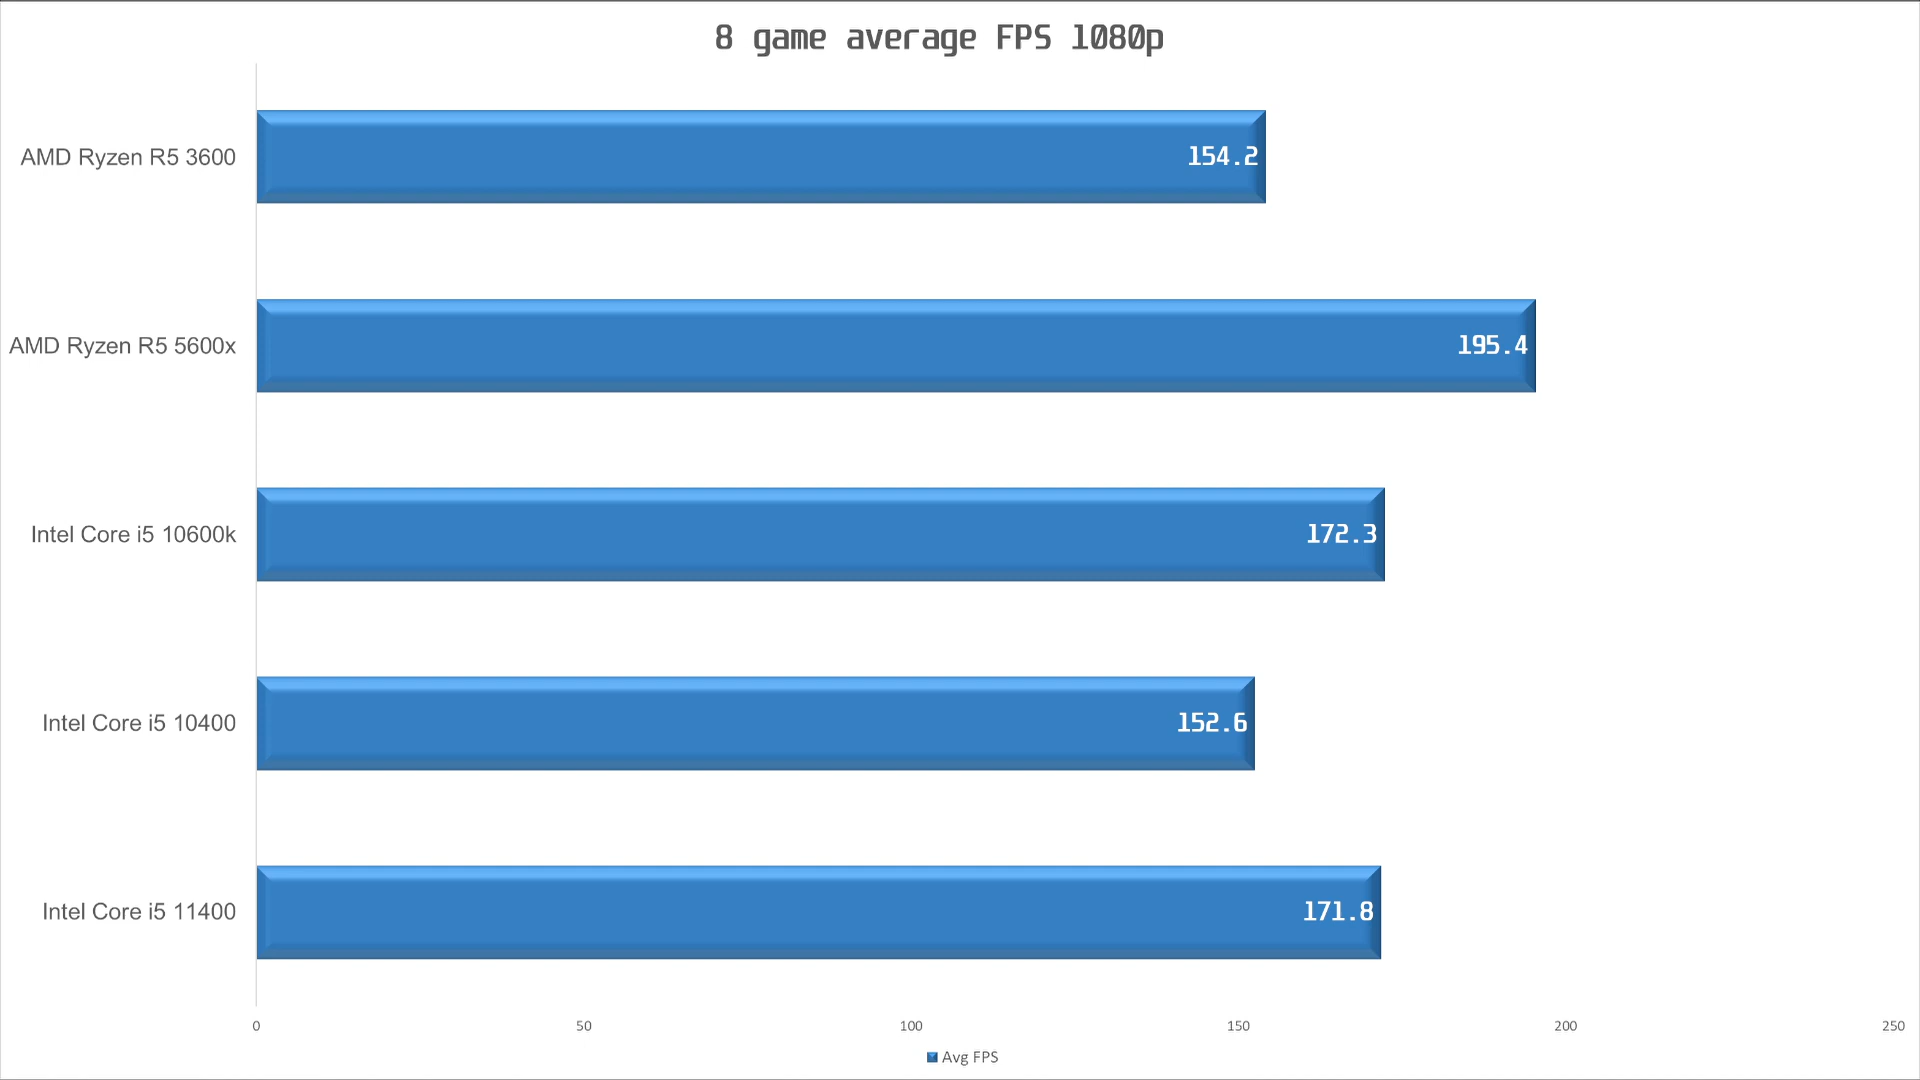 8 game average FPS 1080p
AMD Ryzen R5 3600
154.2
AMD Ryzen R5 5600x
195.4
Intel Core i5 10600k
172.3
Intel Core i5 10400
152.6
Intel Core i5 11400
171.8
0 50 100 150 200 250
Avg FPS